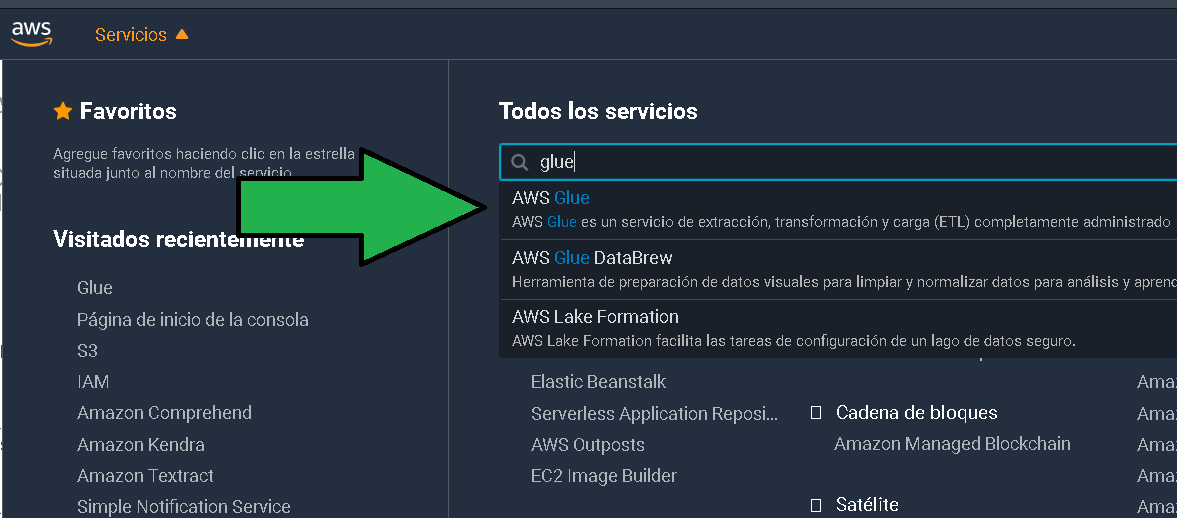 aws
Servicios
Favoritos
Agregue favoritos haciendo clic en la estrella
situada junto al nombre del servicio
Visitados recientemente
Glue
Página de inicio de la consola
S3
IAM
Amazon Comprehend
Amazon Kendra
Amazon Textract
Simple Notification Service
Todos los servicios
glue
AWS Glue
AWS Glue es un servicio de extracción, transformación y carga (ETL) completamente administrado
AWS Glue DataBrew
Herramienta de preparación de datos visuales para limpiar y normalizar datos para análisis y aprend
AWS Lake Formation
AWS Lake Formation facilita las tareas de configuración de un lago de datos seguro.
Elastic Beanstalk
Serverless Application Reposi...
AWS Outposts
EC2 Image Builder
Cadena de bloques
Amazon Managed Blockchain
Satélite
Ama
Ama
Ama
Ama
Ama